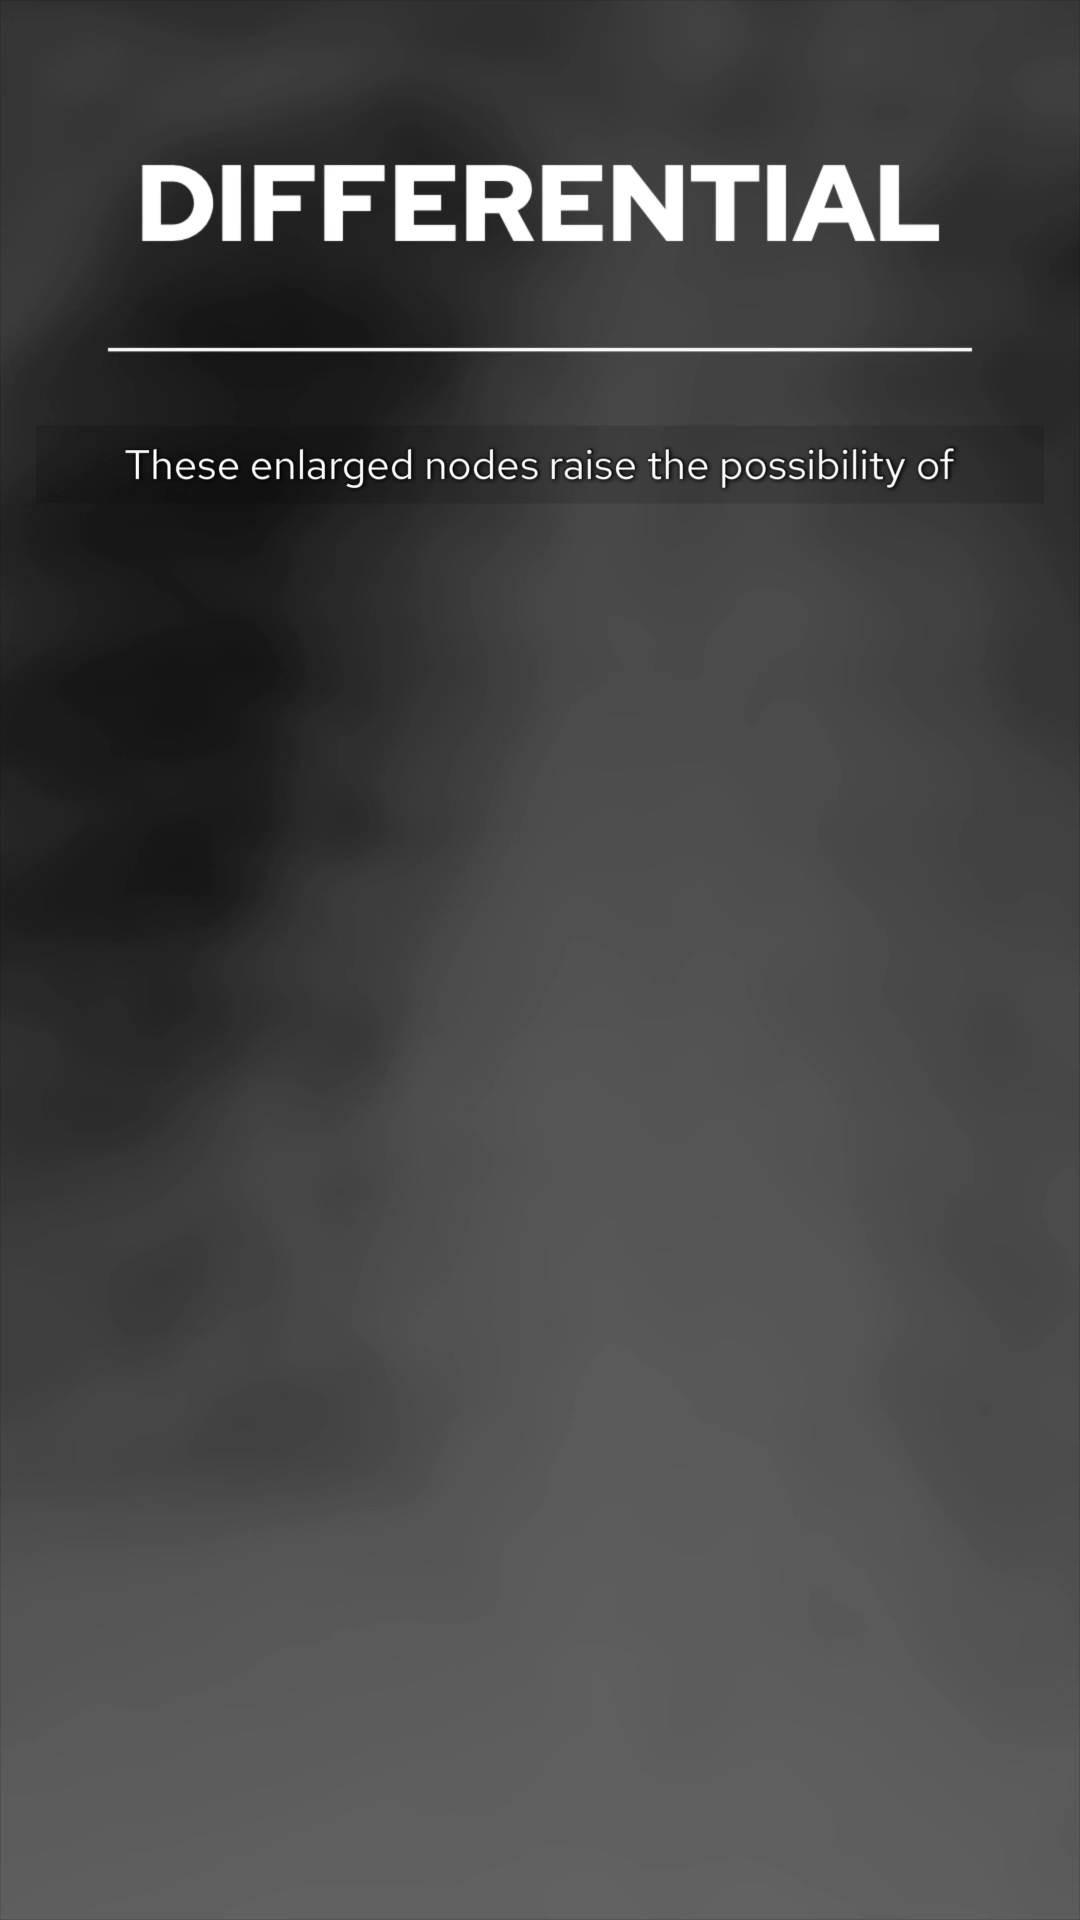 DIFFERENTIAL
These enlarged nodes raise the possibility of